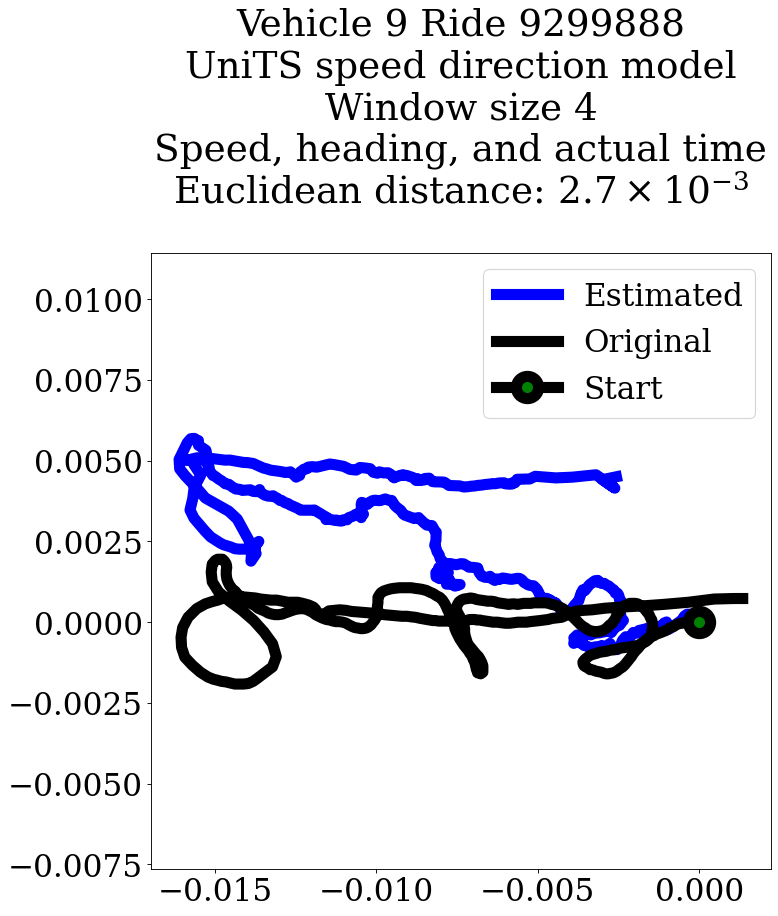 Vehicle 9 Ride 9299888
UniTS speed direction model
Window size 4
Speed, heading, and actual time
Euclidean distance: 2.7 × 10⁻³
Estimated
Original
Start
0.0100
0.0075
0.0050
0.0025
0.0000
−0.0025
−0.0050
−0.0075
−0.015 −0.010 −0.005 0.000